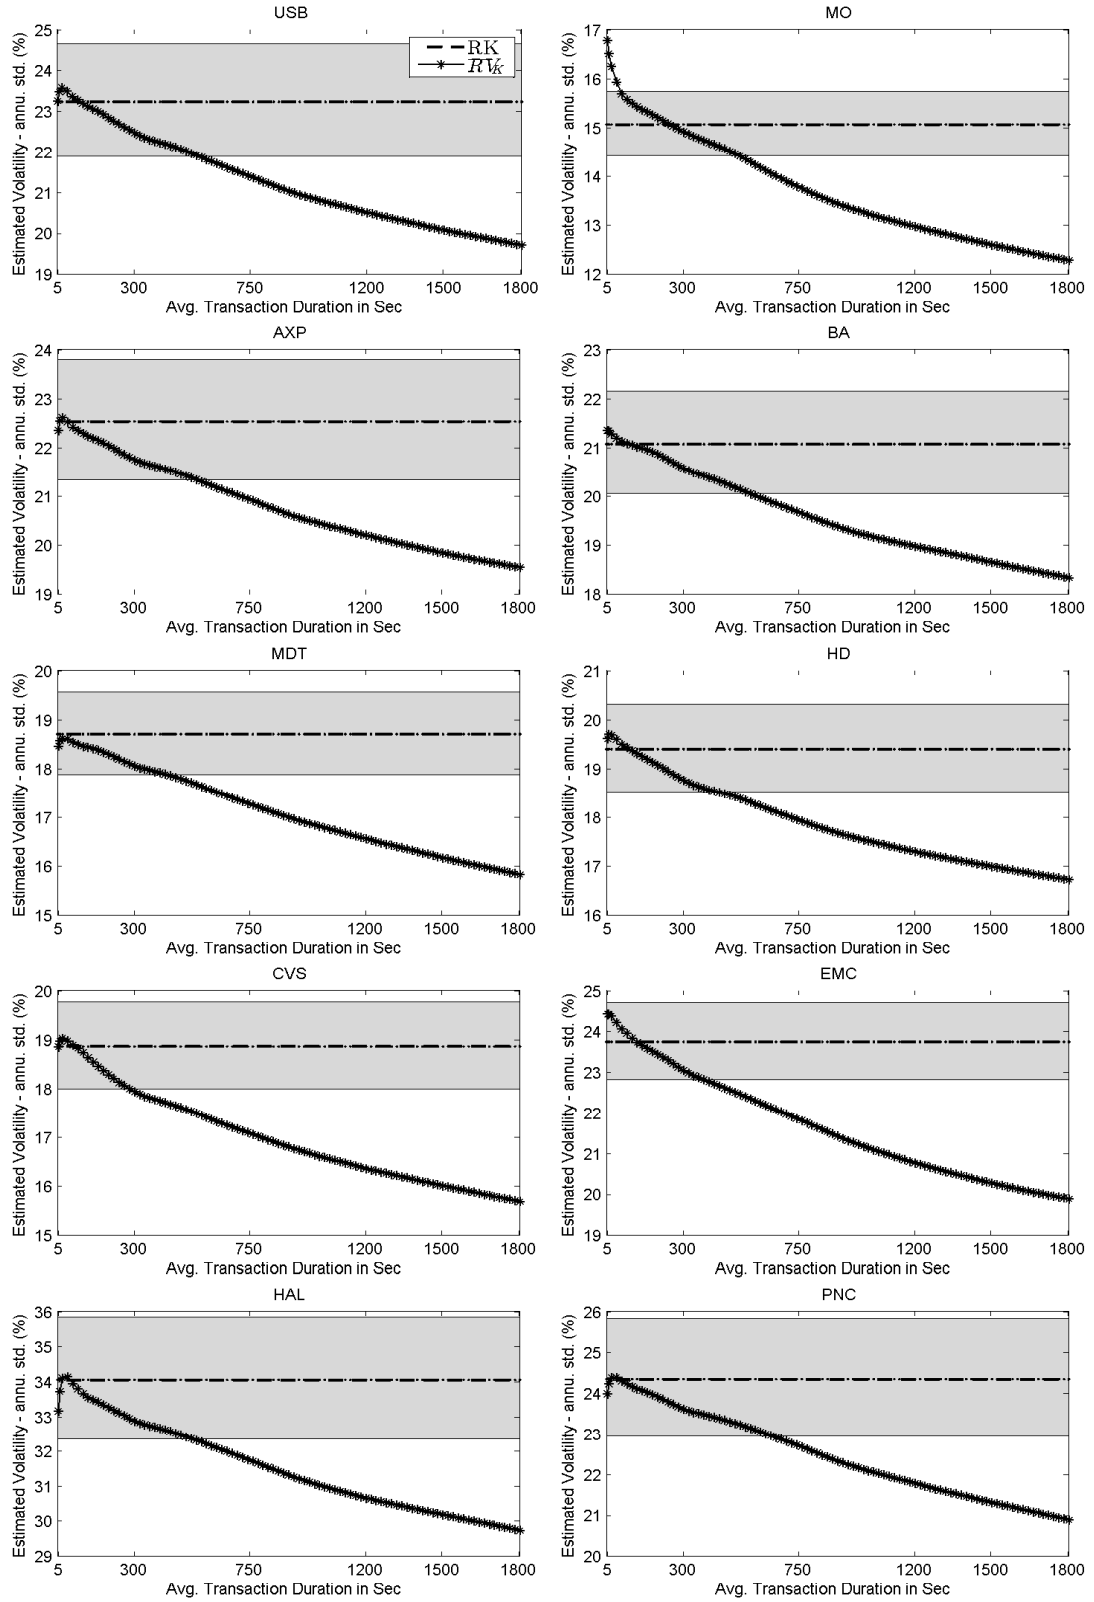 USB
Estimated Volatility - annu. std. (%)
25
24
23
22
21
20
19
RK
RV_K
5 300 750 1200 1500 1800
Avg. Transaction Duration in Sec
MO
Estimated Volatility - annu. std. (%)
17
16
15
14
13
12
5 300 750 1200 1500 1800
Avg. Transaction Duration in Sec
AXP
Estimated Volatility - annu. std. (%)
24
23
22
21
20
19
5 300 750 1200 1500 1800
Avg. Transaction Duration in Sec
BA
Estimated Volatility - annu. std. (%)
23
22
21
20
19
18
5 300 750 1200 1500 1800
Avg. Transaction Duration in Sec
MDT
Estimated Volatility - annu. std. (%)
20
19
18
17
16
15
5 300 750 1200 1500 1800
Avg. Transaction Duration in Sec
HD
Estimated Volatility - annu. std. (%)
21
20
19
18
17
16
5 300 750 1200 1500 1800
Avg. Transaction Duration in Sec
CVS
Estimated Volatility - annu. std. (%)
20
19
18
17
16
15
5 300 750 1200 1500 1800
Avg. Transaction Duration in Sec
EMC
Estimated Volatility - annu. std. (%)
25
24
23
22
21
20
19
5 300 750 1200 1500 1800
Avg. Transaction Duration in Sec
HAL
Estimated Volatility - annu. std. (%)
36
35
34
33
32
31
30
29
5 300 750 1200 1500 1800
Avg. Transaction Duration in Sec
PNC
Estimated Volatility - annu. std. (%)
26
25
24
23
22
21
20
5 300 750 1200 1500 1800
Avg. Transaction Duration in Sec